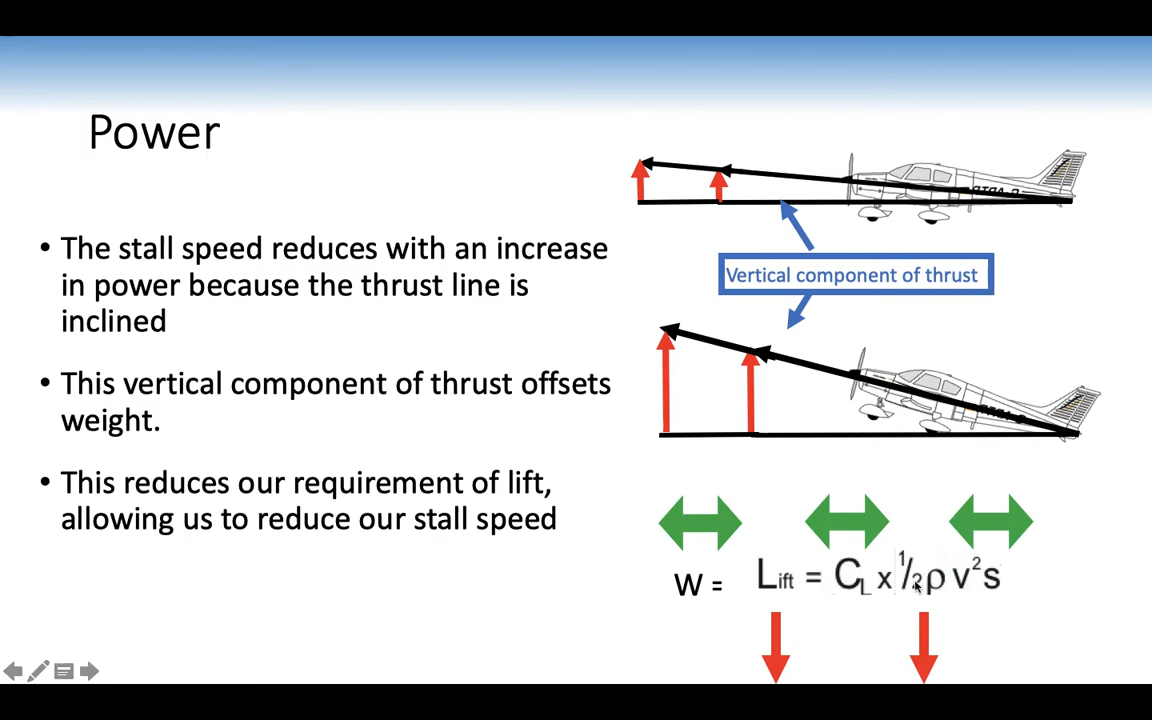 Power
• The stall speed reduces with an increase
in power because the thrust line is
inclined
• This vertical component of thrust offsets
weight.
• This reduces our requirement of lift,
allowing us to reduce our stall speed
Vertical component of thrust
W = Lift = CL x ½ρ v²s